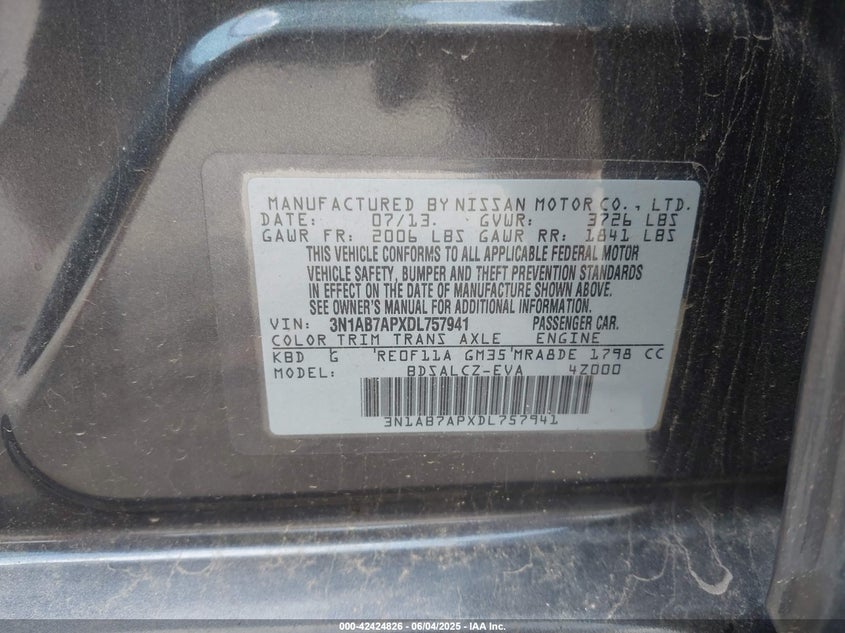 MANUFACTURED BY NISSAN MOTOR CO., LTD.
DATE: 07/13. GVWR: 3726 LBS
GAWR FR: 2006 LBS GAWR RR: 1841 LBS
THIS VEHICLE CONFORMS TO ALL APPLICABLE FEDERAL MOTOR
VEHICLE SAFETY, BUMPER AND THEFT PREVENTION STANDARDS
IN EFFECT ON THE DATE OF MANUFACTURE SHOWN ABOVE.
SEE OWNER'S MANUAL FOR ADDITIONAL INFORMATION.
VIN: 3N1AB7APXDL757941 PASSENGER CAR.
COLOR TRIM TRANS AXLE ENGINE
KBD G RE0F11A GM35 MRA8DE 1798 CC
MODEL: BDSALCZ-EVA 4Z000
3N1AB7APXDL757941
000-42424826 - 06/04/2025 - IAA Inc.